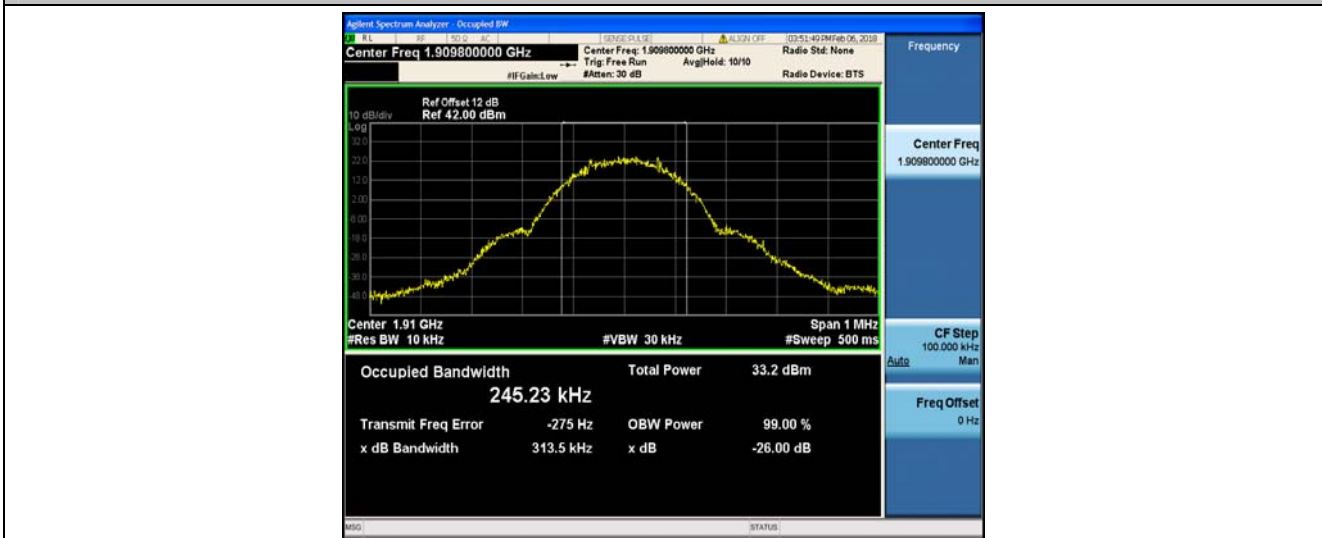 Agilent Spectrum Analyzer - Occupied BW
RL RF 50 Ω AC SENSE:PULSE ALIGN OFF 03:51:49 PM Feb 06, 2018
Center Freq 1.909800000 GHz
Center Freq: 1.909800000 GHz
Radio Std: None
Trig: Free Run Avg|Hold: 10/10
#IFGain:Low #Atten: 30 dB Radio Device: BTS
Ref Offset 12 dB
10 dB/div Ref 42.00 dBm
Log
32.0
22.0
12.0
2.00
-8.00
-18.0
-28.0
-38.0
-48.0
Center 1.91 GHz Span 1 MHz
#Res BW 10 kHz #VBW 30 kHz #Sweep 500 ms
Occupied Bandwidth Total Power 33.2 dBm
245.23 kHz
Transmit Freq Error -275 Hz OBW Power 99.00 %
x dB Bandwidth 313.5 kHz x dB -26.00 dB
MSG STATUS
Frequency
Center Freq
1.909800000 GHz
CF Step
100.000 kHz
Auto Man
Freq Offset
0 Hz